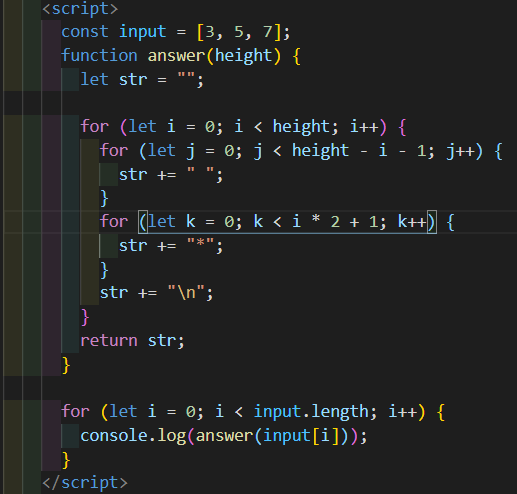 <script>
const input = [3, 5, 7];
function answer(height) {
let str = "";
for (let i = 0; i < height; i++) {
for (let j = 0; j < height - i - 1; j++) {
str += " ";
}
for (let k = 0; k < i * 2 + 1; k++) {
str += "*";
}
str += "\n";
}
return str;
}
for (let i = 0; i < input.length; i++) {
console.log(answer(input[i]));
}
</script>